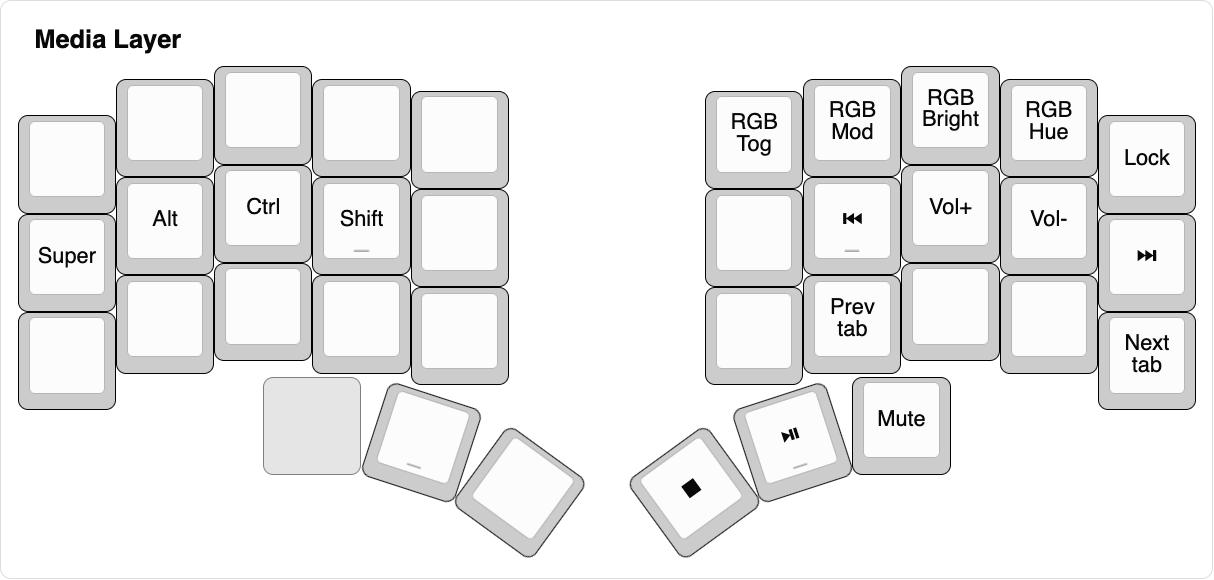 Media Layer
RGB
Tog
RGB
Mod
RGB
Bright
RGB
Hue
Lock
Super
Alt
Ctrl
Shift
⏮
Vol+
Vol-
⏭
Prev
tab
Next
tab
⏹
⏯
Mute